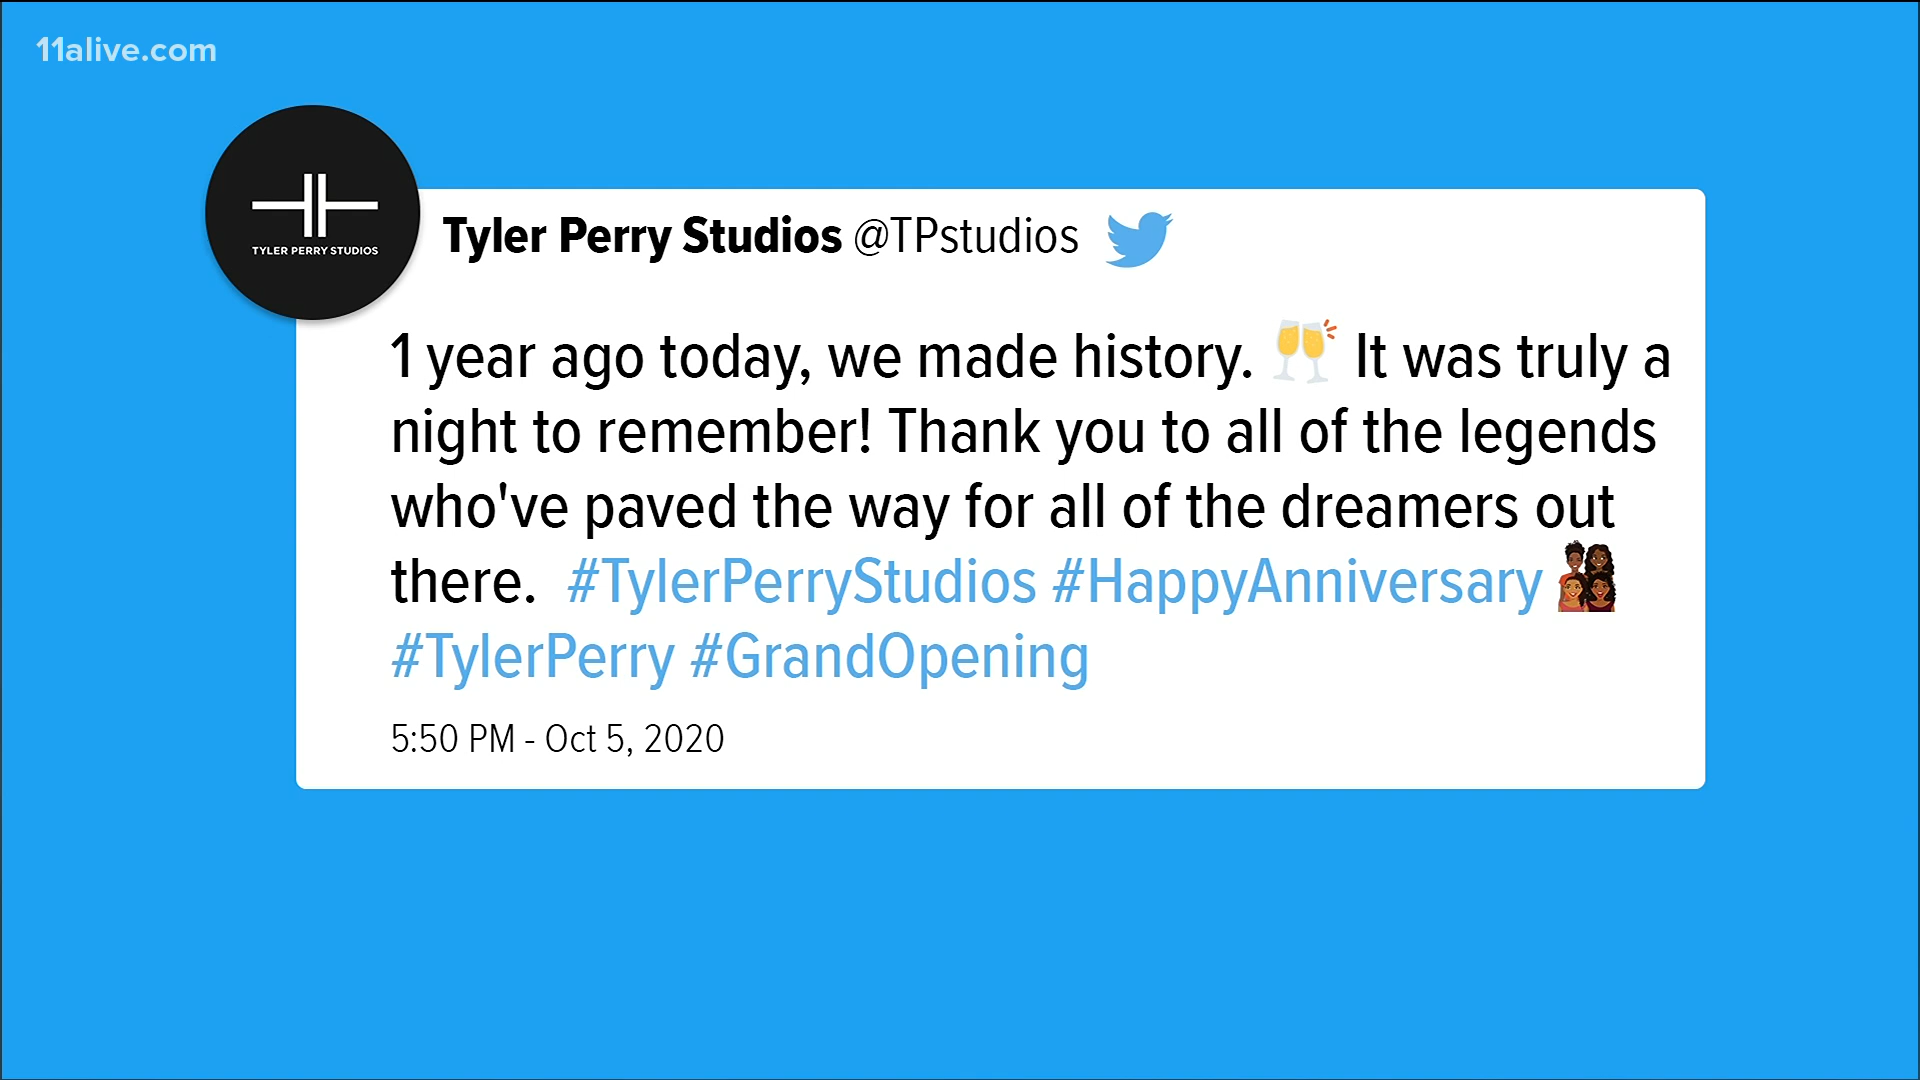 11alive.com
TYLER PERRY STUDIOS
Tyler Perry Studios @TPstudios
1 year ago today, we made history. 🥂 It was truly a
night to remember! Thank you to all of the legends
who've paved the way for all of the dreamers out
there. #TylerPerryStudios #HappyAnniversary
#TylerPerry #GrandOpening
5:50 PM - Oct 5, 2020